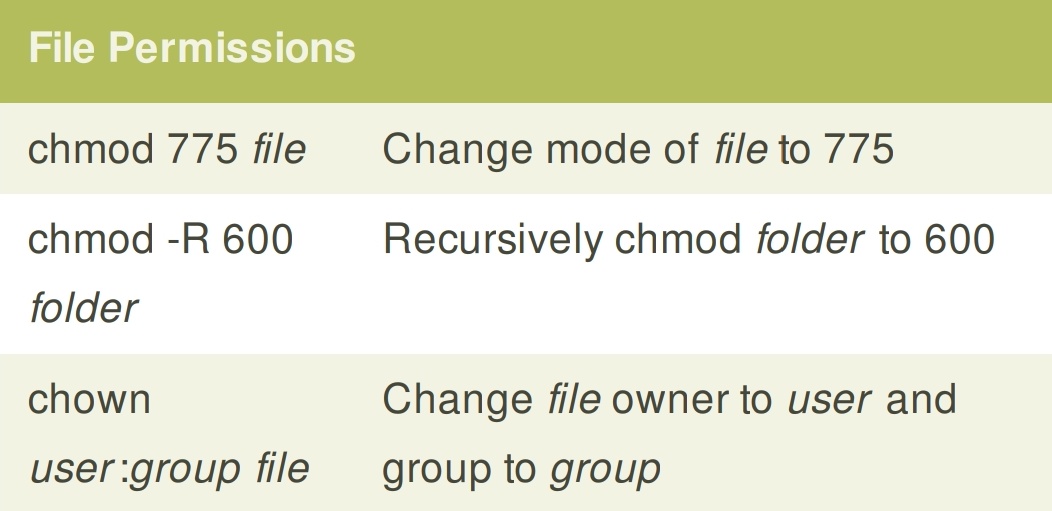 File Permissions
chmod 775 file Change mode of file to 775
chmod -R 600 Recursively chmod folder to 600
folder
chown Change file owner to user and
user:group file group to group